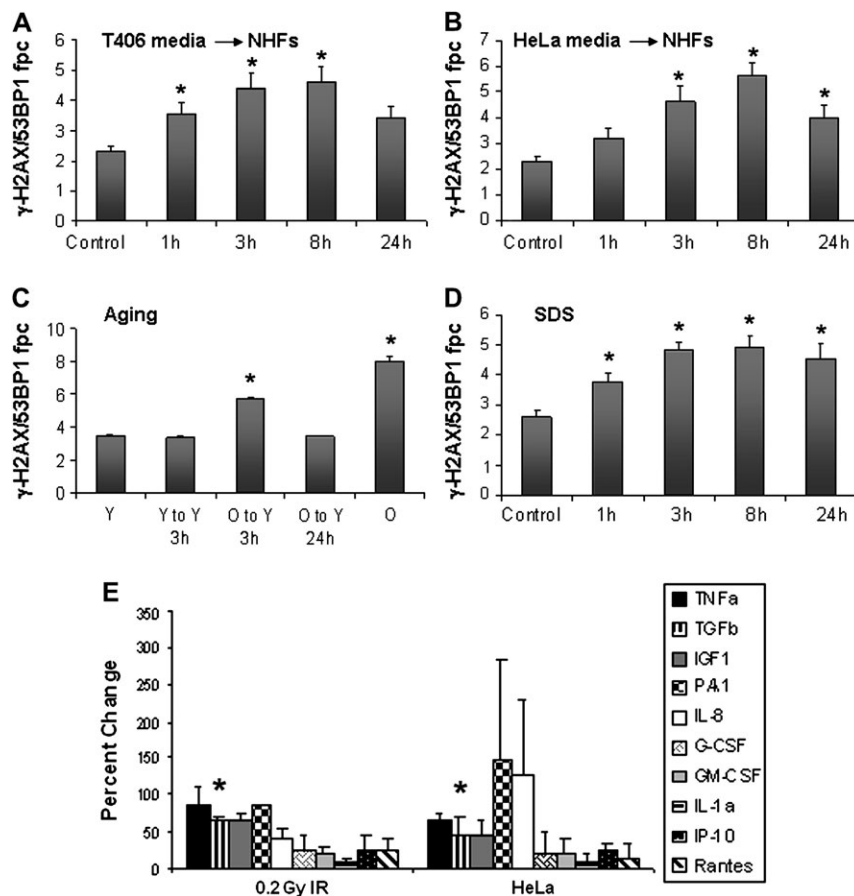 A
T406 media → NHFs
γ-H2AX/53BP1 fpc
6
5
4
3
2
1
0
*
*
*
Control 1h 3h 8h 24h
B
HeLa media → NHFs
γ-H2AX/53BP1 fpc
7
6
5
4
3
2
1
0
*
*
*
Control 1h 3h 8h 24h
C
Aging
γ-H2AX/53BP1 fpc
10
8
6
4
2
0
*
*
Y Y to Y O to Y O to Y O
3h 3h 24h
D
SDS
γ-H2AX/53BP1 fpc
6
5
4
3
2
1
0
*
*
*
*
Control 1h 3h 8h 24h
E
Percent Change
350
300
250
200
150
100
50
0
*
*
0.2Gy IR HeLa
TNFa
TGFb
IGF1
PA1
IL-8
G-CSF
GM-CSF
IL-1a
IP-10
Rantes